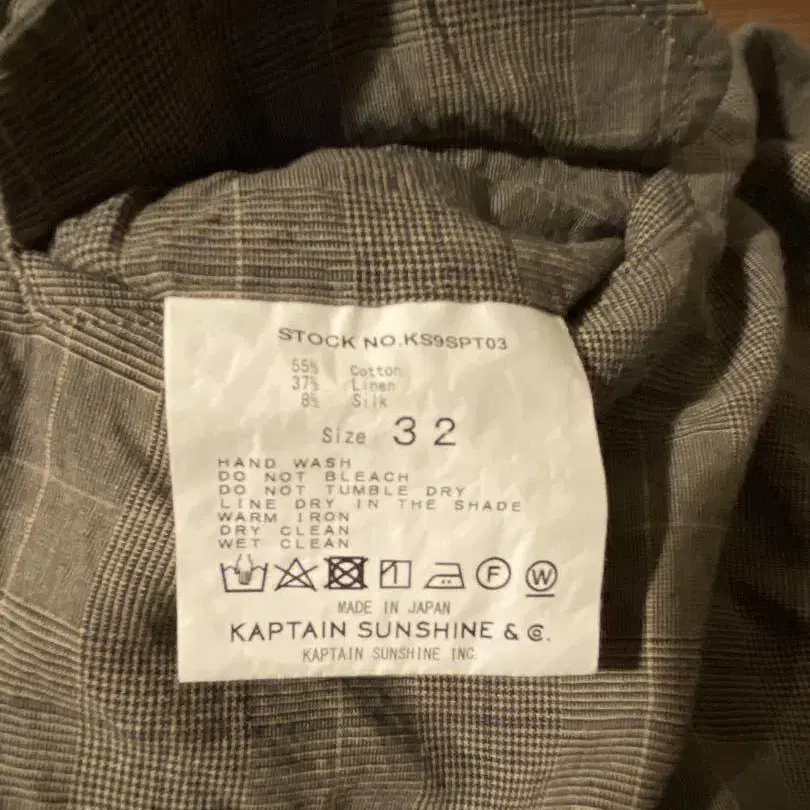 STOCK NO.KS9SPT03
55% Cotton
37% Linen
8% Silk
Size 32
HAND WASH
DO NOT BLEACH
DO NOT TUMBLE DRY
LINE DRY IN THE SHADE
WARM IRON
DRY CLEAN
WET CLEAN
F W
MADE IN JAPAN
KAPTAIN SUNSHINE & Co.
KAPTAIN SUNSHINE INC.